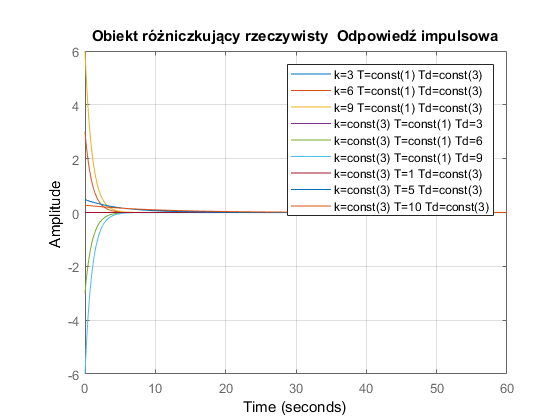 Obiekt różniczkujący rzeczywisty Odpowiedź impulsowa
6
4
2
0
-2
-4
-6
Amplitude
k=3 T=const(1) Td=const(3)
k=6 T=const(1) Td=const(3)
k=9 T=const(1) Td=const(3)
k=const(3) T=const(1) Td=3
k=const(3) T=const(1) Td=6
k=const(3) T=const(1) Td=9
k=const(3) T=1 Td=const(3)
k=const(3) T=5 Td=const(3)
k=const(3) T=10 Td=const(3)
0 10 20 30 40 50 60
Time (seconds)